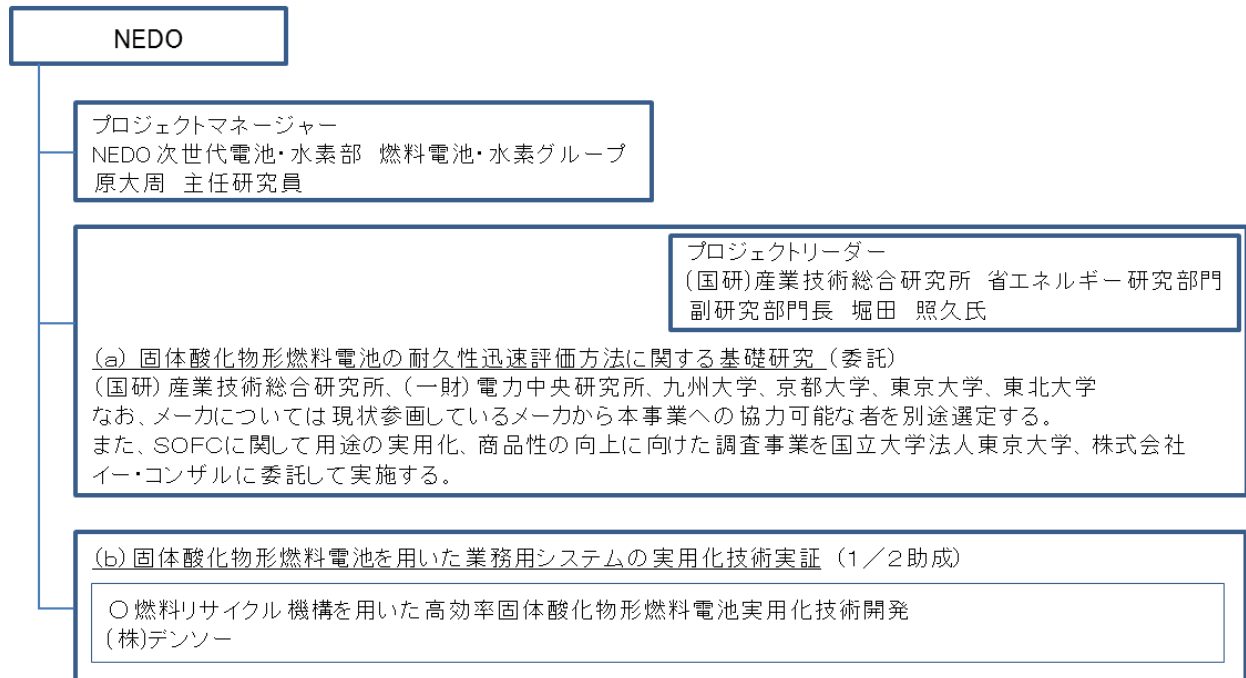 NEDO
プロジェクトマネージャー
NEDO 次世代電池・水素部 燃料電池・水素グループ
原大周 主任研究員
プロジェクトリーダー
(国研)産業技術総合研究所 省エネルギー研究部門
副研究部門長 堀田 照久氏
(a) 固体酸化物形燃料電池の耐久性迅速評価方法に関する基礎研究 (委託)
(国研) 産業技術総合研究所、(一財) 電力中央研究所、九州大学、京都大学、東京大学、東北大学
なお、メーカについては現状参画しているメーカから本事業への協力可能な者を別途選定する。
また、SOFCに関して用途の実用化、商品性の向上に向けた調査事業を国立大学法人東京大学、株式会社
イー・コンザルに委託して実施する。
(b) 固体酸化物形燃料電池を用いた業務用システムの実用化技術実証 (1/2助成)
○燃料リサイクル機構を用いた高効率固体酸化物形燃料電池実用化技術開発
(株)デンソー